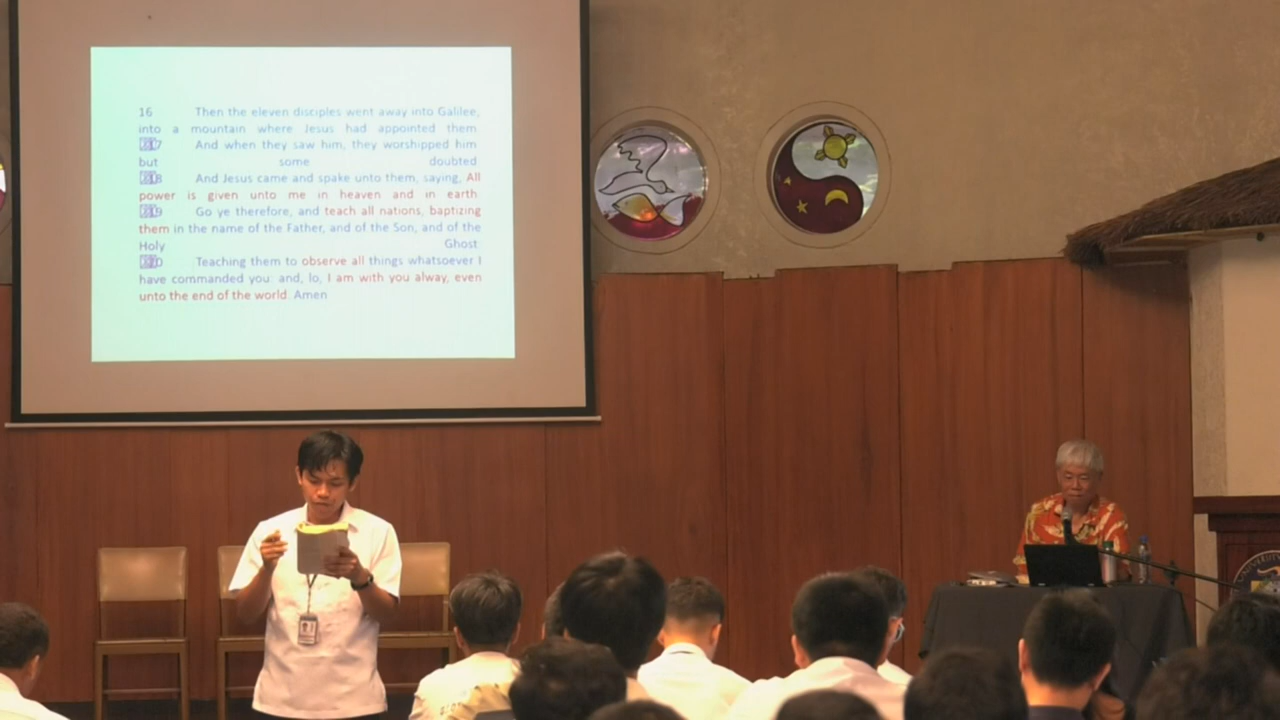 16 Then the eleven disciples went away into Galilee,
into a mountain where Jesus had appointed them
And when they saw him, they worshipped him
but some doubted
And Jesus came and spake unto them, saying, All
power is given unto me in heaven and in earth
Go ye therefore, and teach all nations, baptizing
them in the name of the Father, and of the Son, and of the
Holy Ghost
Teaching them to observe all things whatsoever I
have commanded you: and, lo, I am with you alway, even
unto the end of the world. Amen